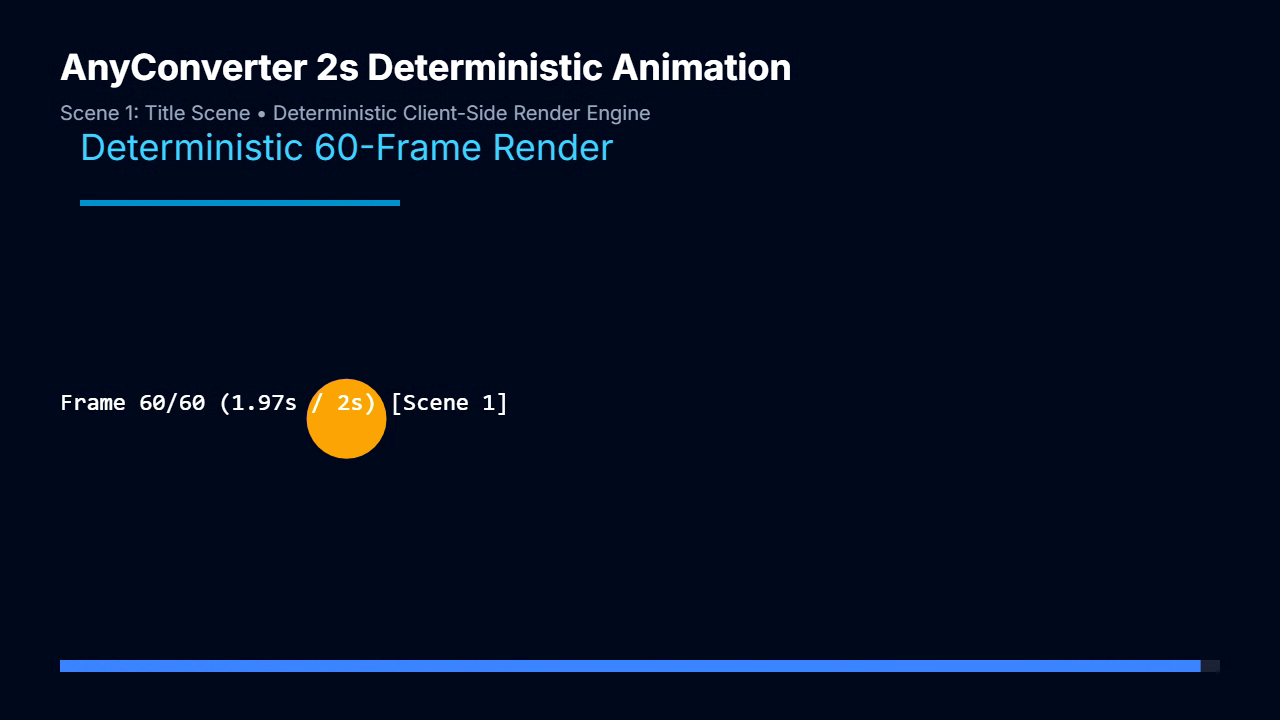 AnyConverter 2s Deterministic Animation
Scene 1: Title Scene • Deterministic Client-Side Render Engine
Deterministic 60-Frame Render
Frame 60/60 (1.97s / 2s) [Scene 1]